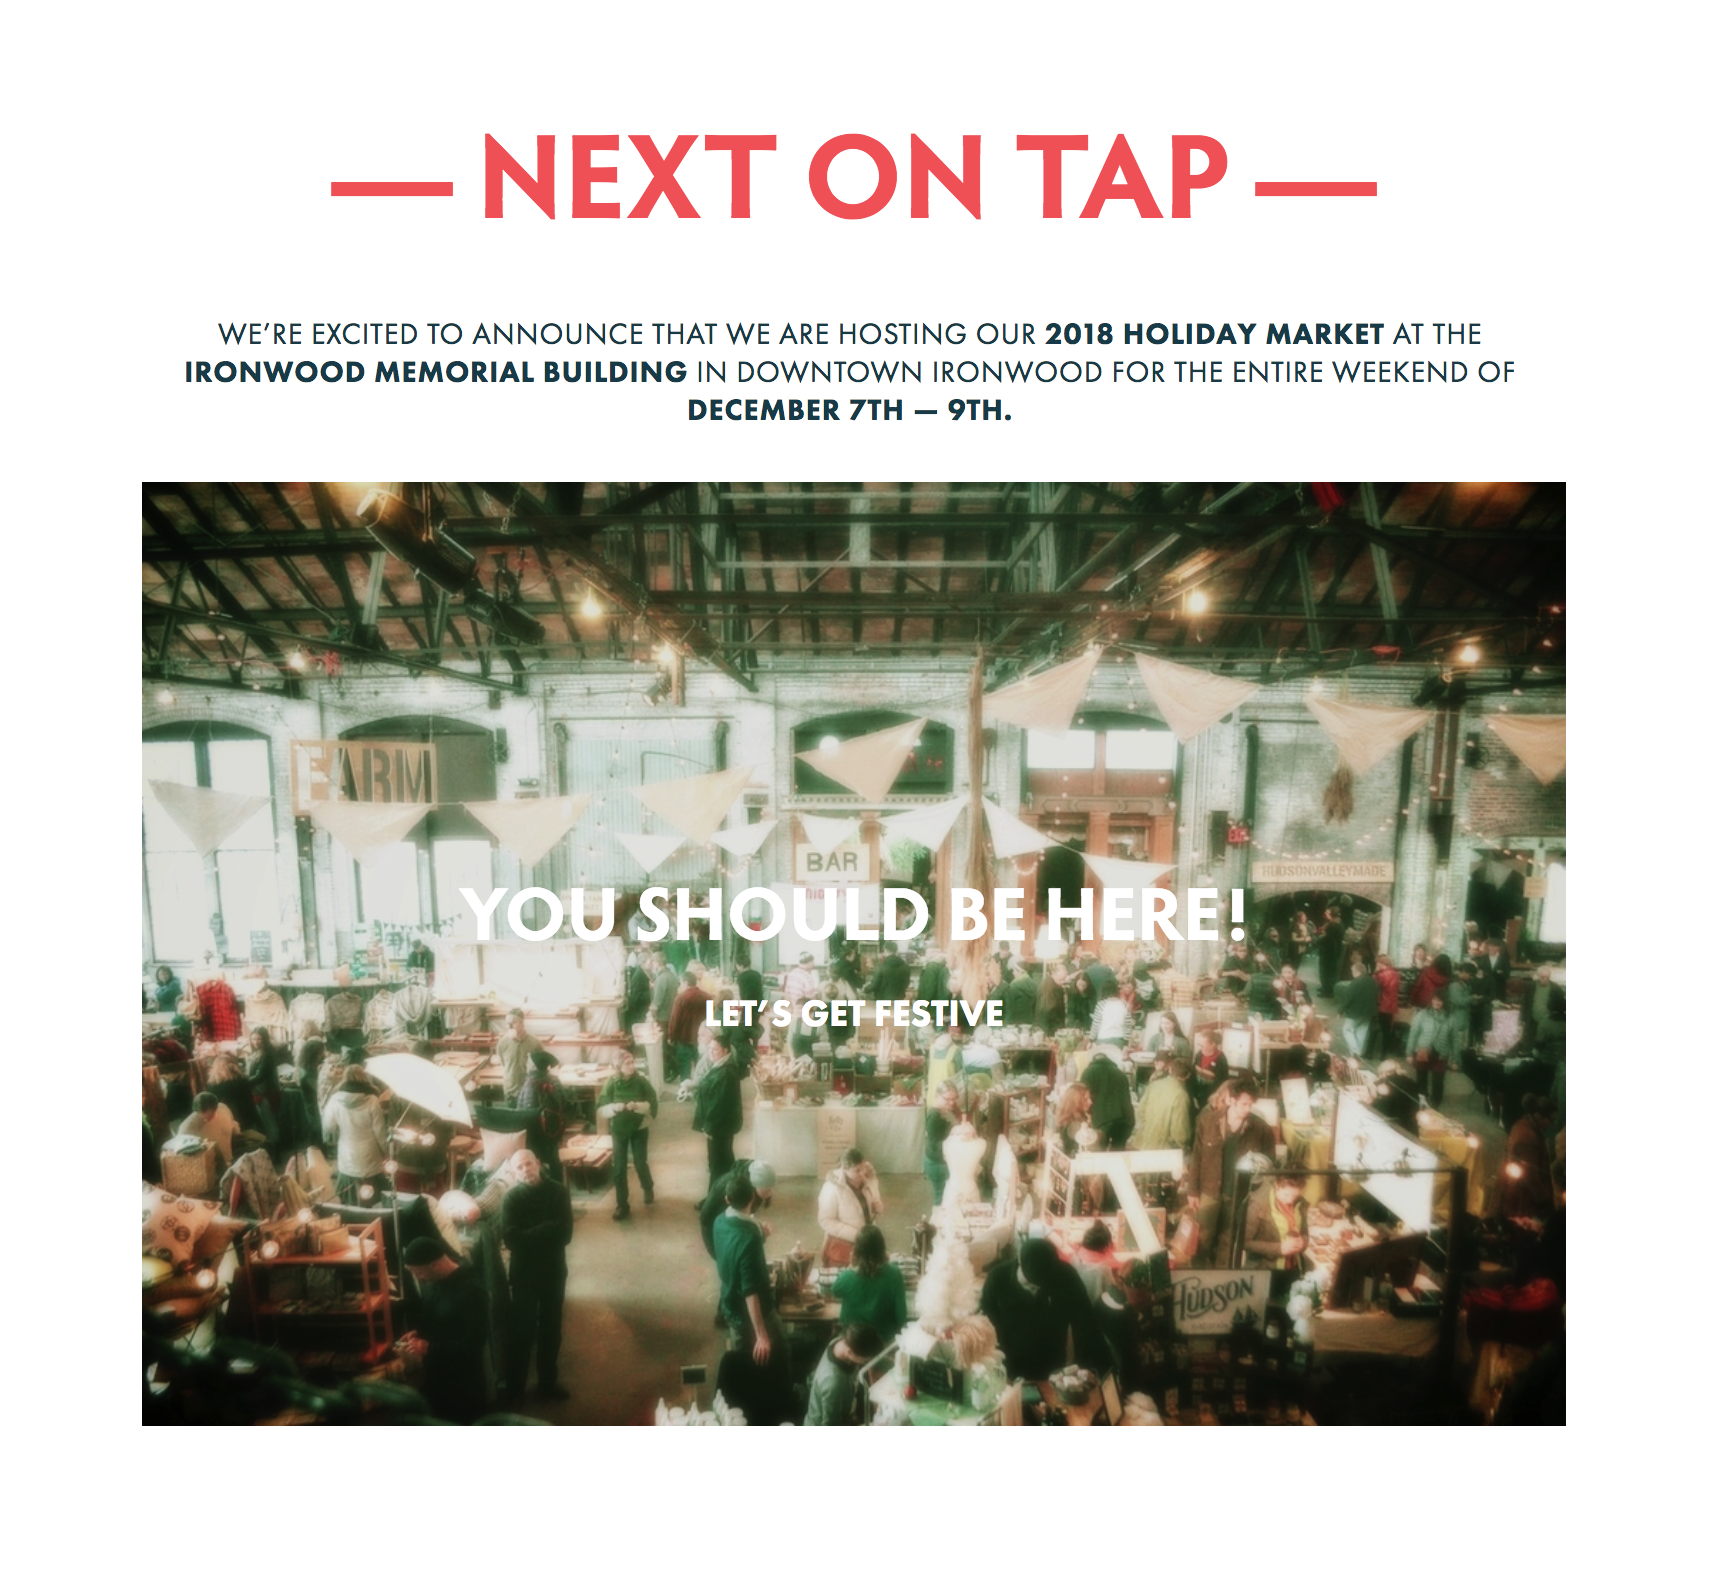 — NEXT ON TAP —
WE’RE EXCITED TO ANNOUNCE THAT WE ARE HOSTING OUR 2018 HOLIDAY MARKET AT THE
IRONWOOD MEMORIAL BUILDING IN DOWNTOWN IRONWOOD FOR THE ENTIRE WEEKEND OF
DECEMBER 7TH — 9TH.
FARM
BAR
HUDSONVALLEYMADE
YOU SHOULD BE HERE!
LET’S GET FESTIVE
HUDSON